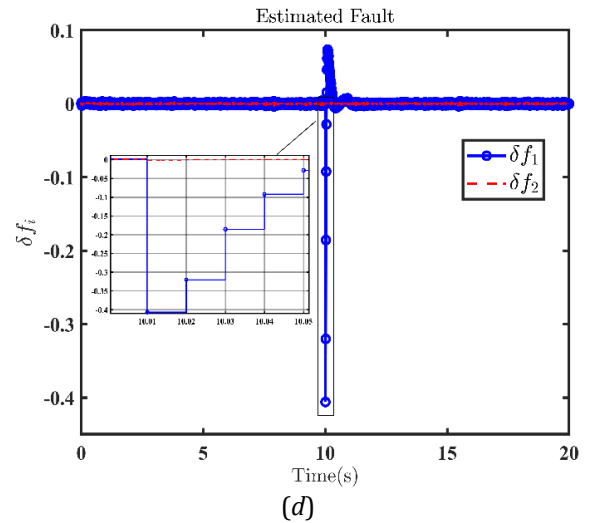 Estimated Fault
0.1
0
-0.1
-0.2
-0.3
-0.4
δf_i
0
-0.05
-0.1
-0.15
-0.2
-0.25
-0.3
-0.35
-0.4
10.01 10.02 10.03 10.04 10.05
δf₁
δf₂
0 5 10 15 20
Time(s)
(d)